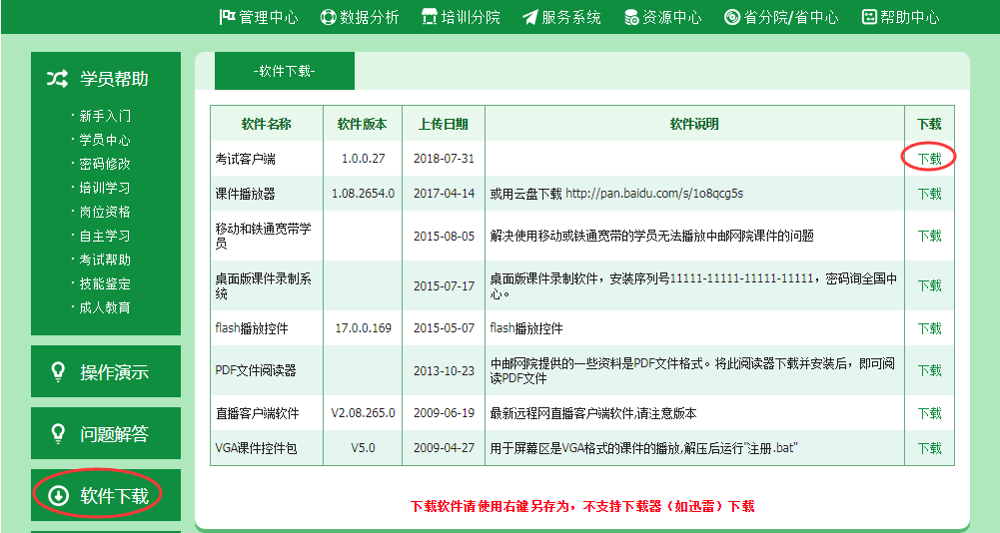 管理中心 数据分析 培训分院 服务系统 资源中心 省分院/省中心 帮助中心
学员帮助
· 新手入门
· 学员中心
· 密码修改
· 培训学习
· 岗位资格
· 自主学习
· 考试帮助
· 技能鉴定
· 成人教育
操作演示
问题解答
软件下载
-软件下载-
软件名称 软件版本 上传日期 软件说明 下载
考试客户端 1.0.0.27 2018-07-31 下载
课件播放器 1.08.2654.0 2017-04-14 或用云盘下载 http://pan.baidu.com/s/1o8qcg5s 下载
移动和铁通宽带学
员 2015-08-05 解决使用移动或铁通宽带的学员无法播放中邮网院课件的问题 下载
桌面版课件录制系
统 2015-07-17 桌面版课件录制软件，安装序列号11111-11111-11111-11111，密码询全国中
心。 下载
flash播放控件 17.0.0.169 2015-05-07 flash播放控件 下载
PDF文件阅读器 2013-10-23 中邮网院提供的一些资料是PDF文件格式。将此阅读器下载并安装后，即可阅
读PDF文件 下载
直播客户端软件 V2.08.265.0 2009-06-19 最新远程网直播客户端软件,请注意版本 下载
VGA课件控件包 V5.0 2009-04-27 用于屏幕区是VGA格式的课件的播放,解压后运行"注册.bat" 下载
下载软件请使用右键另存为，不支持下载器（如迅雷）下载